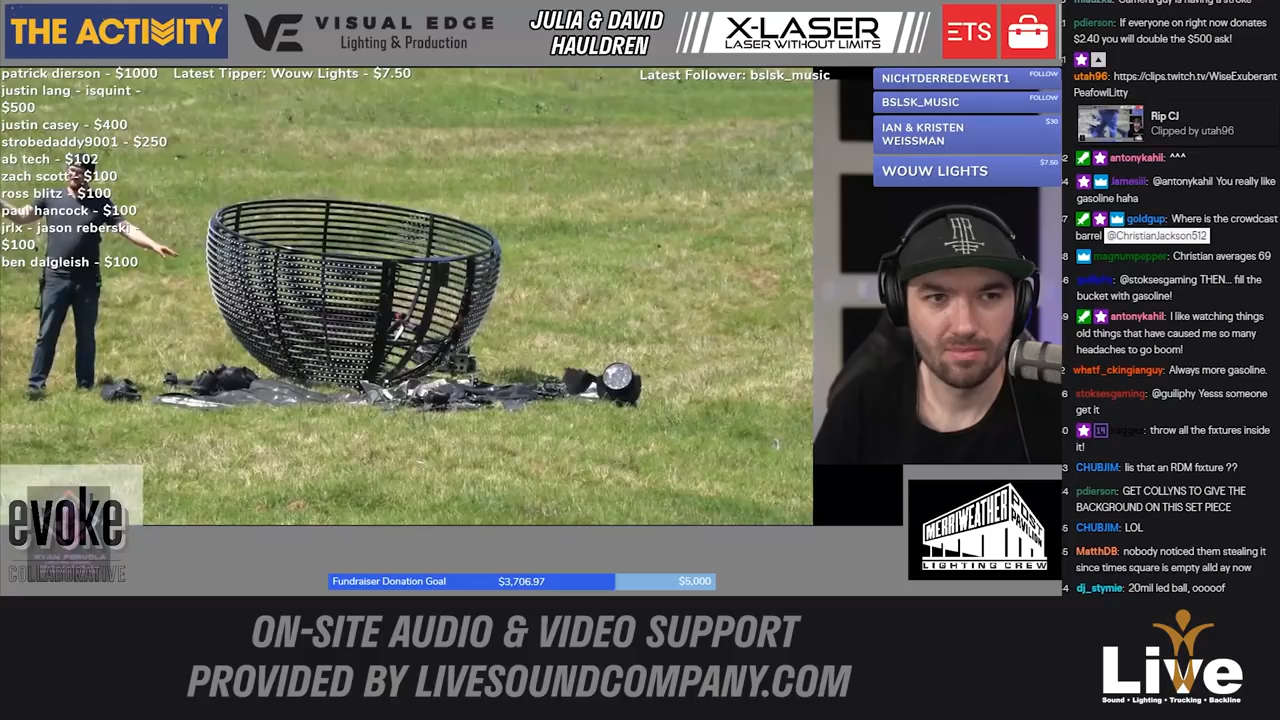 THE ACTIVITY
VE VISUAL EDGE
Lighting & Production
JULIA & DAVID
HAULDREN
X-LASER
LASER WITHOUT LIMITS
ETS
patrick dierson - $1000
Latest Tipper: Wouw Lights - $7.50
Latest Follower: bslsk_music
justin lang - isquint -
$500
justin casey - $400
strobedaddy9001 - $250
ab tech - $102
zach scott - $100
ross blitz - $100
paul hancock - $100
jrlx - jason reberski -
$100
ben dalgleish - $100
NICHTDERREDEWERT1 FOLLOW
BSLSK_MUSIC FOLLOW
IAN & KRISTEN $30
WEISSMAN
WOUW LIGHTS $7.50
evoke
COLLABORATIVE
MERRIWEATHER
POST
PAVILION
LIGHTING CREW
Fundraiser Donation Goal $3,706.97 $5,000
ON-SITE AUDIO & VIDEO SUPPORT
PROVIDED BY LIVESOUNDCOMPANY.COM
pdierson: If everyone on right now donates
$2.40 you will double the $500 ask!
utah96: https://clips.twitch.tv/WiseExuberant
PeafowlLitty
Rip CJ
Clipped by utah96
antonykahil: ^^^
Jamesiii: @antonykahil You really like
gasoline haha
goldgup: Where is the crowdcast
barrel @ChristianJackson512
magnumpepper: Christian averages 69
@stoksesgaming THEN... fill the
bucket with gasoline!
antonykahil: I like watching things
old things that have caused me so many
headaches to go boom!
whatf_ckingianguy: Always more gasoline.
stoksesgaming: @guiliphy Yesss someone
get it
throw all the fixtures inside
it!
CHUBJIM: Iis that an RDM fixture ??
pdierson: GET COLLYNS TO GIVE THE
BACKGROUND ON THIS SET PIECE
CHUBJIM: LOL
MatthDB: nobody noticed them stealing it
since times square is empty alld ay now
dj_stymie: 20mil led ball, ooooof
Live
Sound • Lighting • Trucking • Backline